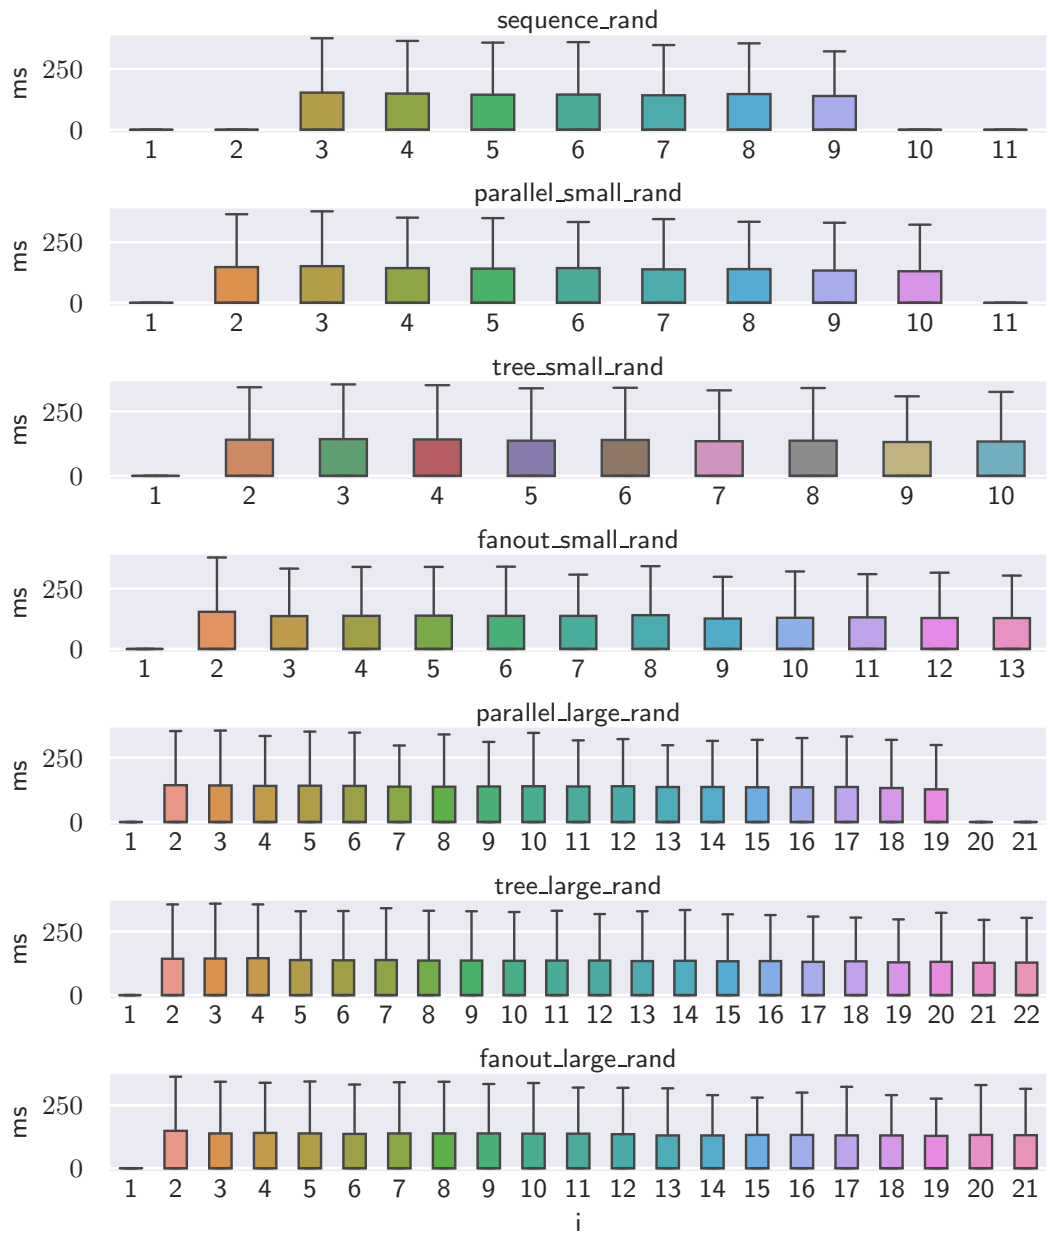 sequence_rand
ms
250
0
1 2 3 4 5 6 7 8 9 10 11
parallel_small_rand
ms
250
0
1 2 3 4 5 6 7 8 9 10 11
tree_small_rand
ms
250
0
1 2 3 4 5 6 7 8 9 10
fanout_small_rand
ms
250
0
1 2 3 4 5 6 7 8 9 10 11 12 13
parallel_large_rand
ms
250
0
1 2 3 4 5 6 7 8 9 10 11 12 13 14 15 16 17 18 19 20 21
tree_large_rand
ms
250
0
1 2 3 4 5 6 7 8 9 10 11 12 13 14 15 16 17 18 19 20 21 22
fanout_large_rand
ms
250
0
1 2 3 4 5 6 7 8 9 10 11 12 13 14 15 16 17 18 19 20 21
i